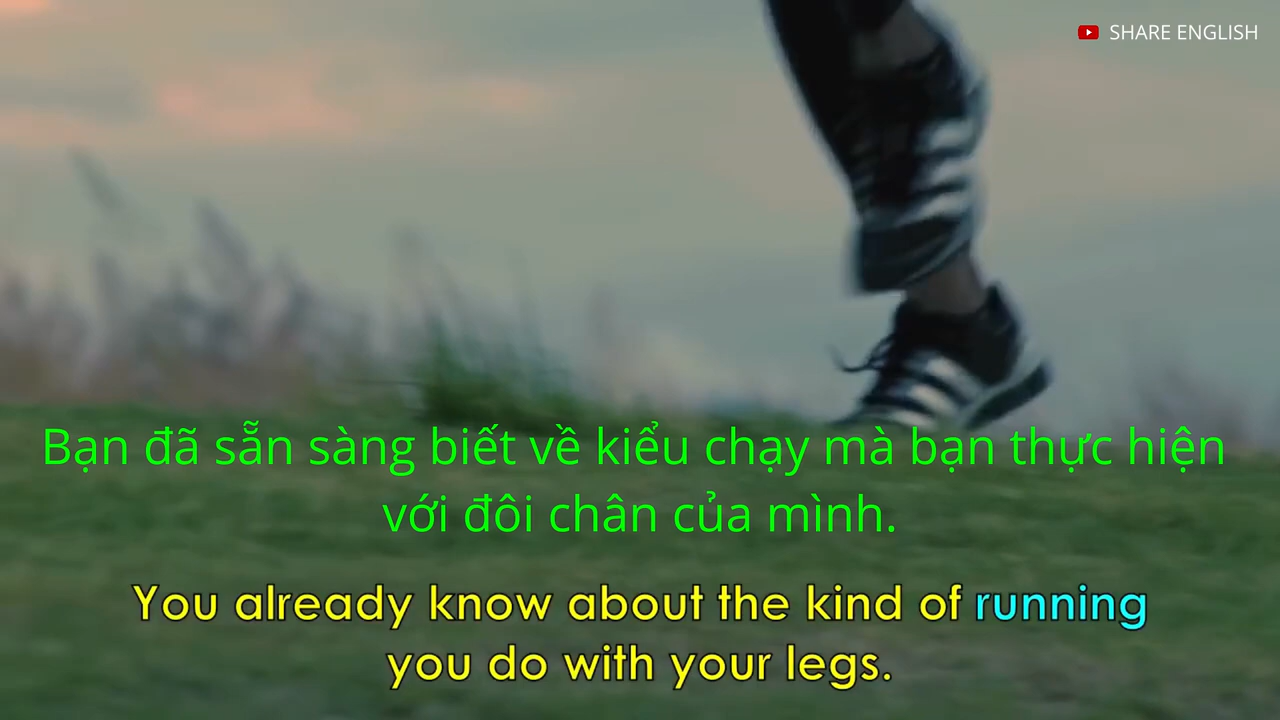 SHARE ENGLISH
Bạn đã sẵn sàng biết về kiểu chạy mà bạn thực hiện
với đôi chân của mình.
You already know about the kind of running
you do with your legs.